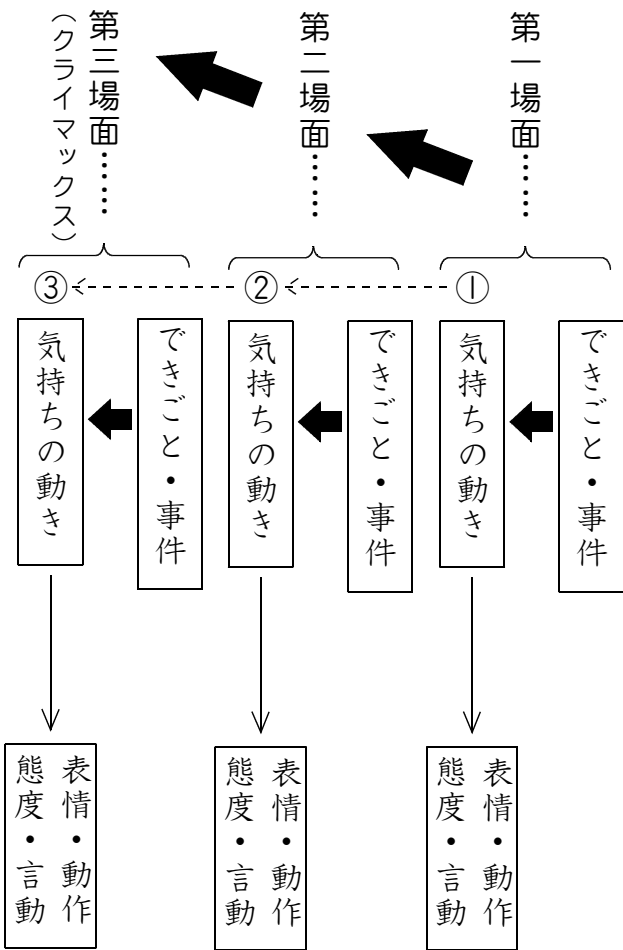 第一場面……
①
できごと・事件
気持ちの動き
表情・動作
態度・言動
第二場面……
②
できごと・事件
気持ちの動き
表情・動作
態度・言動
第三場面……
（クライマックス）
③
できごと・事件
気持ちの動き
表情・動作
態度・言動